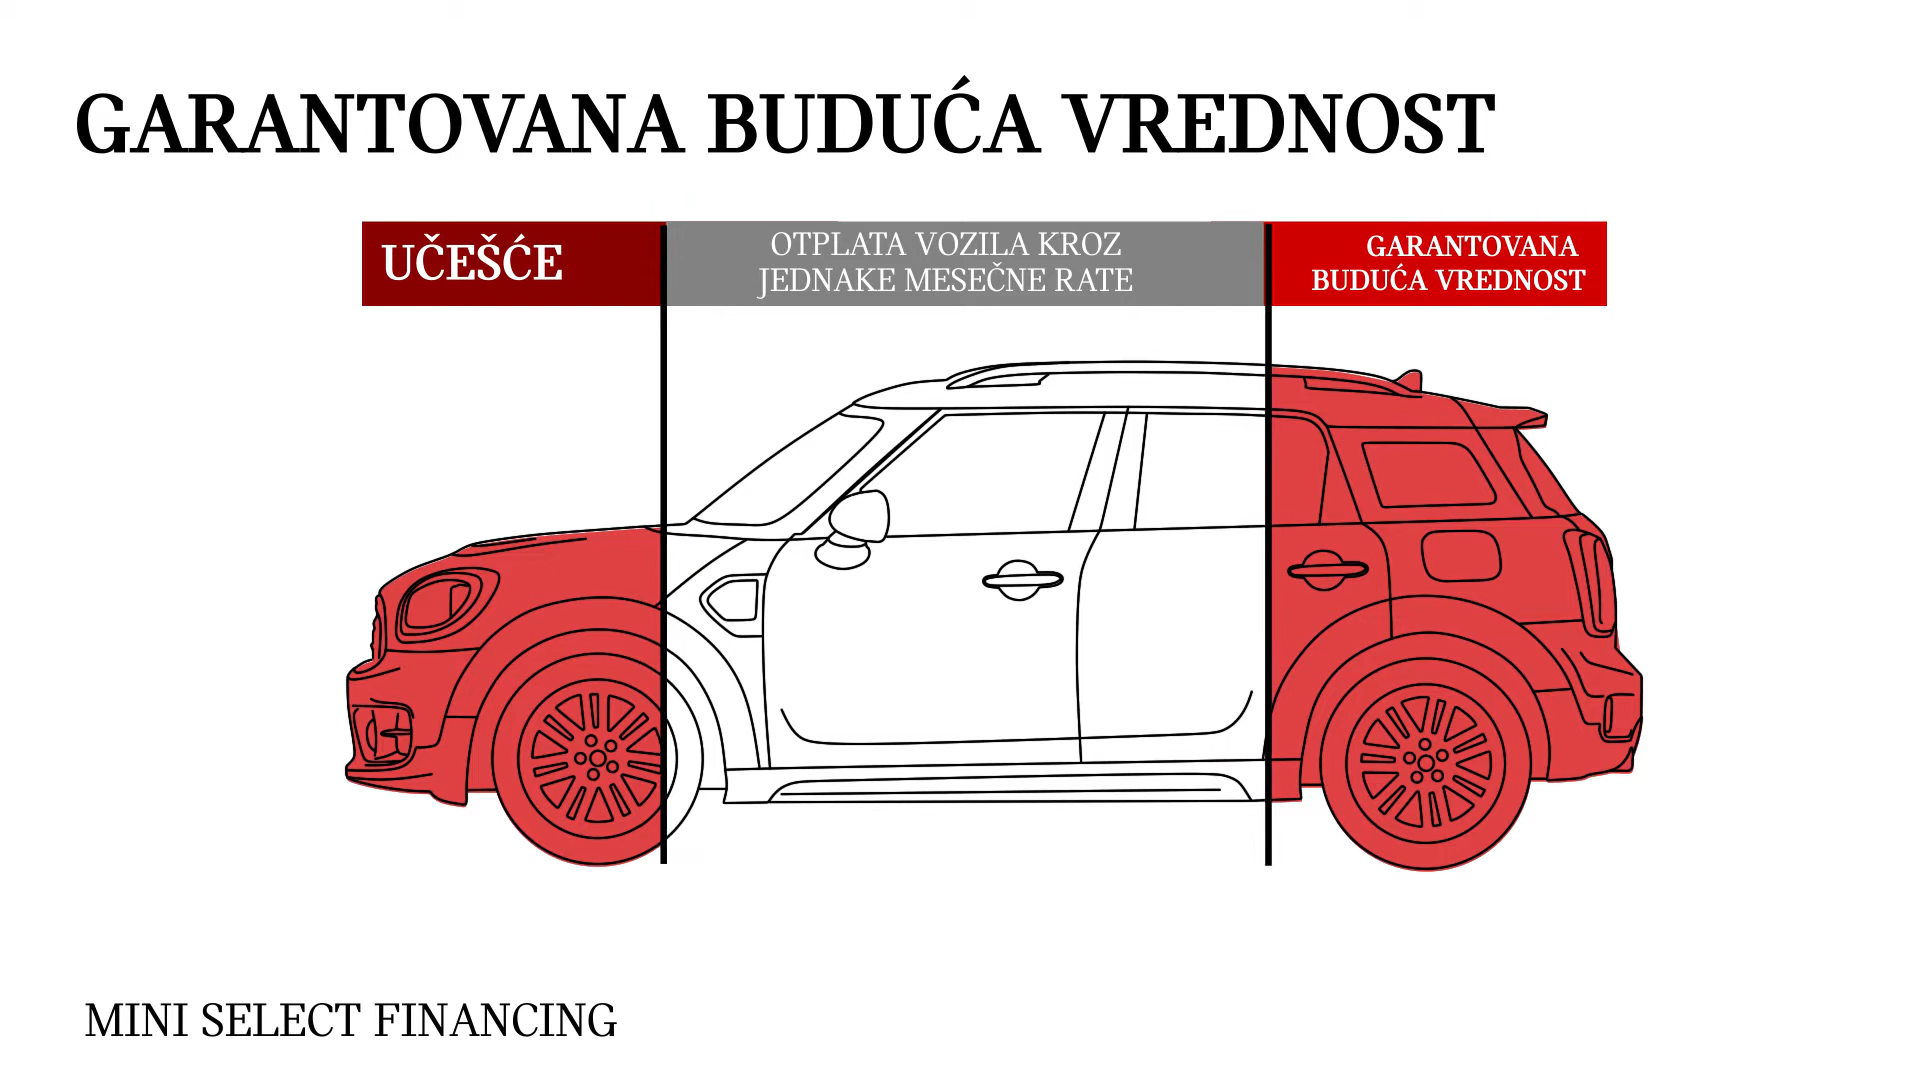 GARANTOVANA BUDUĆA VREDNOST
UČEŠĆE
OTPLATA VOZILA KROZ
JEDNAKE MESEČNE RATE
GARANTOVANA
BUDUĆA VREDNOST
MINI SELECT FINANCING